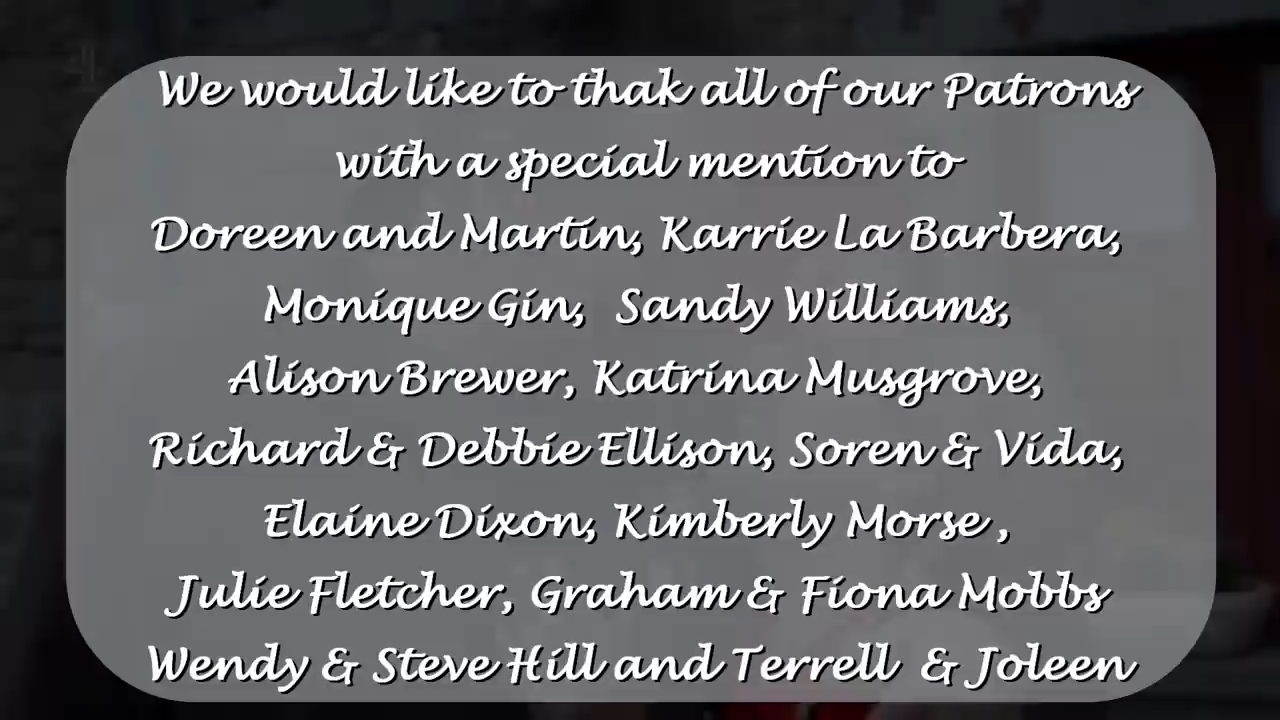 We would like to thak all of our Patrons
with a special mention to
Doreen and Martin, Karrie La Barbera,
Monique Gin, Sandy Williams,
Alison Brewer, Katrina Musgrove,
Richard & Debbie Ellison, Soren & Vida,
Elaine Dixon, Kimberly Morse ,
Julie Fletcher, Graham & Fiona Mobbs
Wendy & Steve Hill and Terrell & Joleen